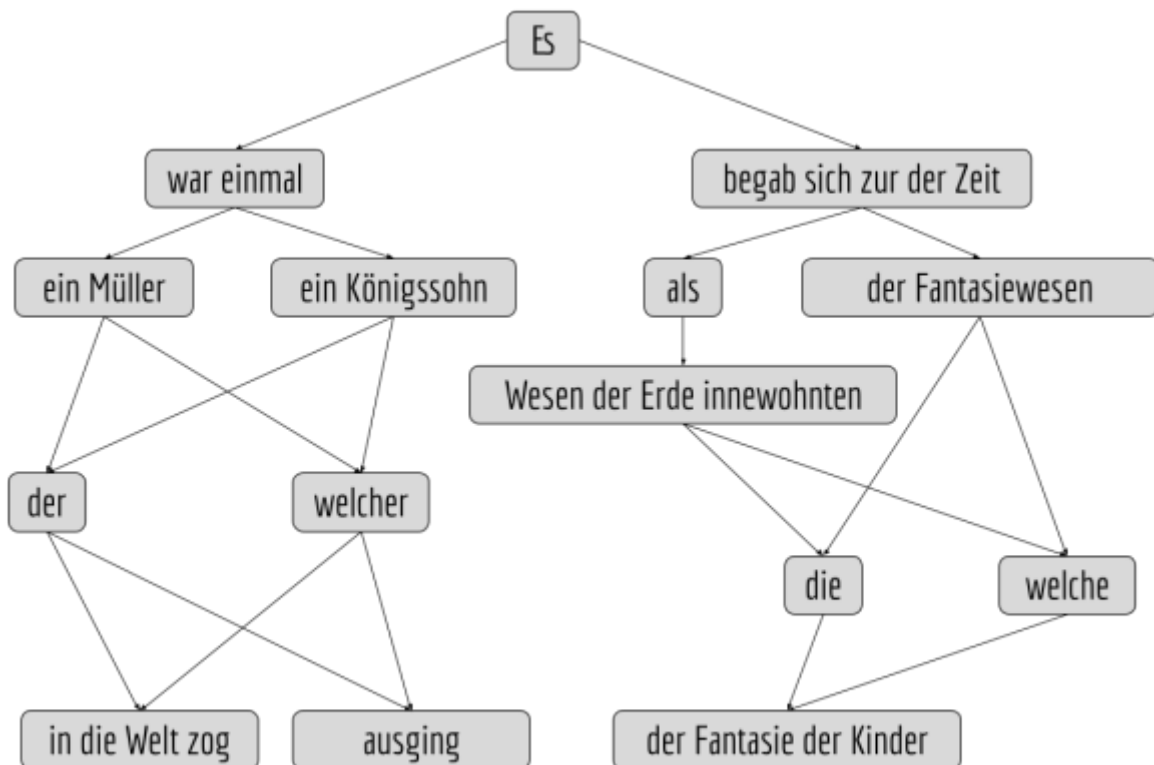 Es
war einmal
begab sich zur der Zeit
ein Müller
ein Königssohn
als
der Fantasiewesen
Wesen der Erde innewohnten
der
welcher
die
welche
in die Welt zog
ausging
der Fantasie der Kinder